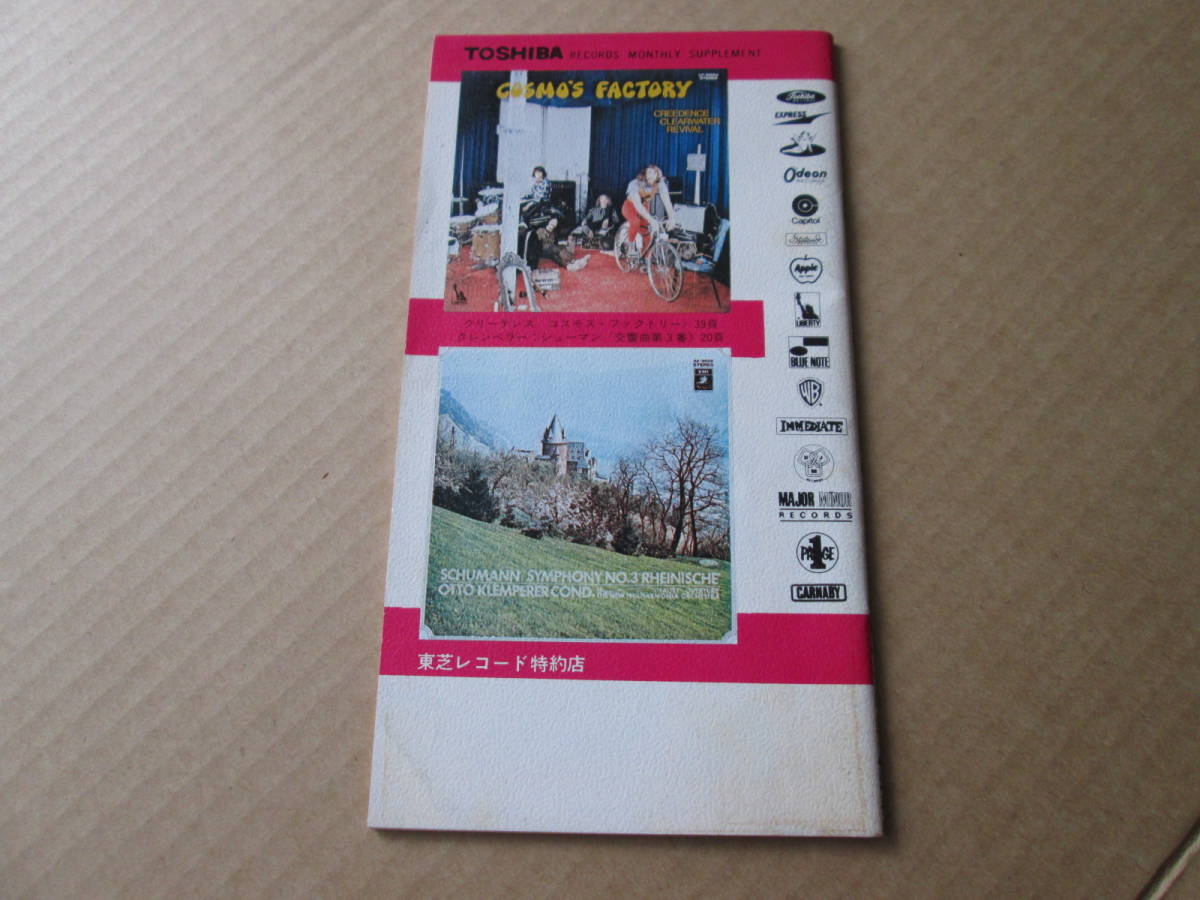 TOSHIBA RECORDS MONTHLY SUPPLEMENT
COSMO'S FACTORY
CREEDENCE
CLEARWATER
REVIVAL
クリーデンス コスモス・ファクトリー〉39頁
クレンペラー：シューマン〈交響曲第3番〉20頁
STEREO
EMI
SCHUMANN SYMPHONY NO.3 'RHEINISCHE'
OTTO KLEMPERER COND.
東芝レコード特約店
Toshiba
EXPRESS
Odeon
Capitol
Apple
LIBERTY
BLUE NOTE
WB
IMMEDIATE
MAJOR MINOR
RECORDS
PAGE 1
CARNABY